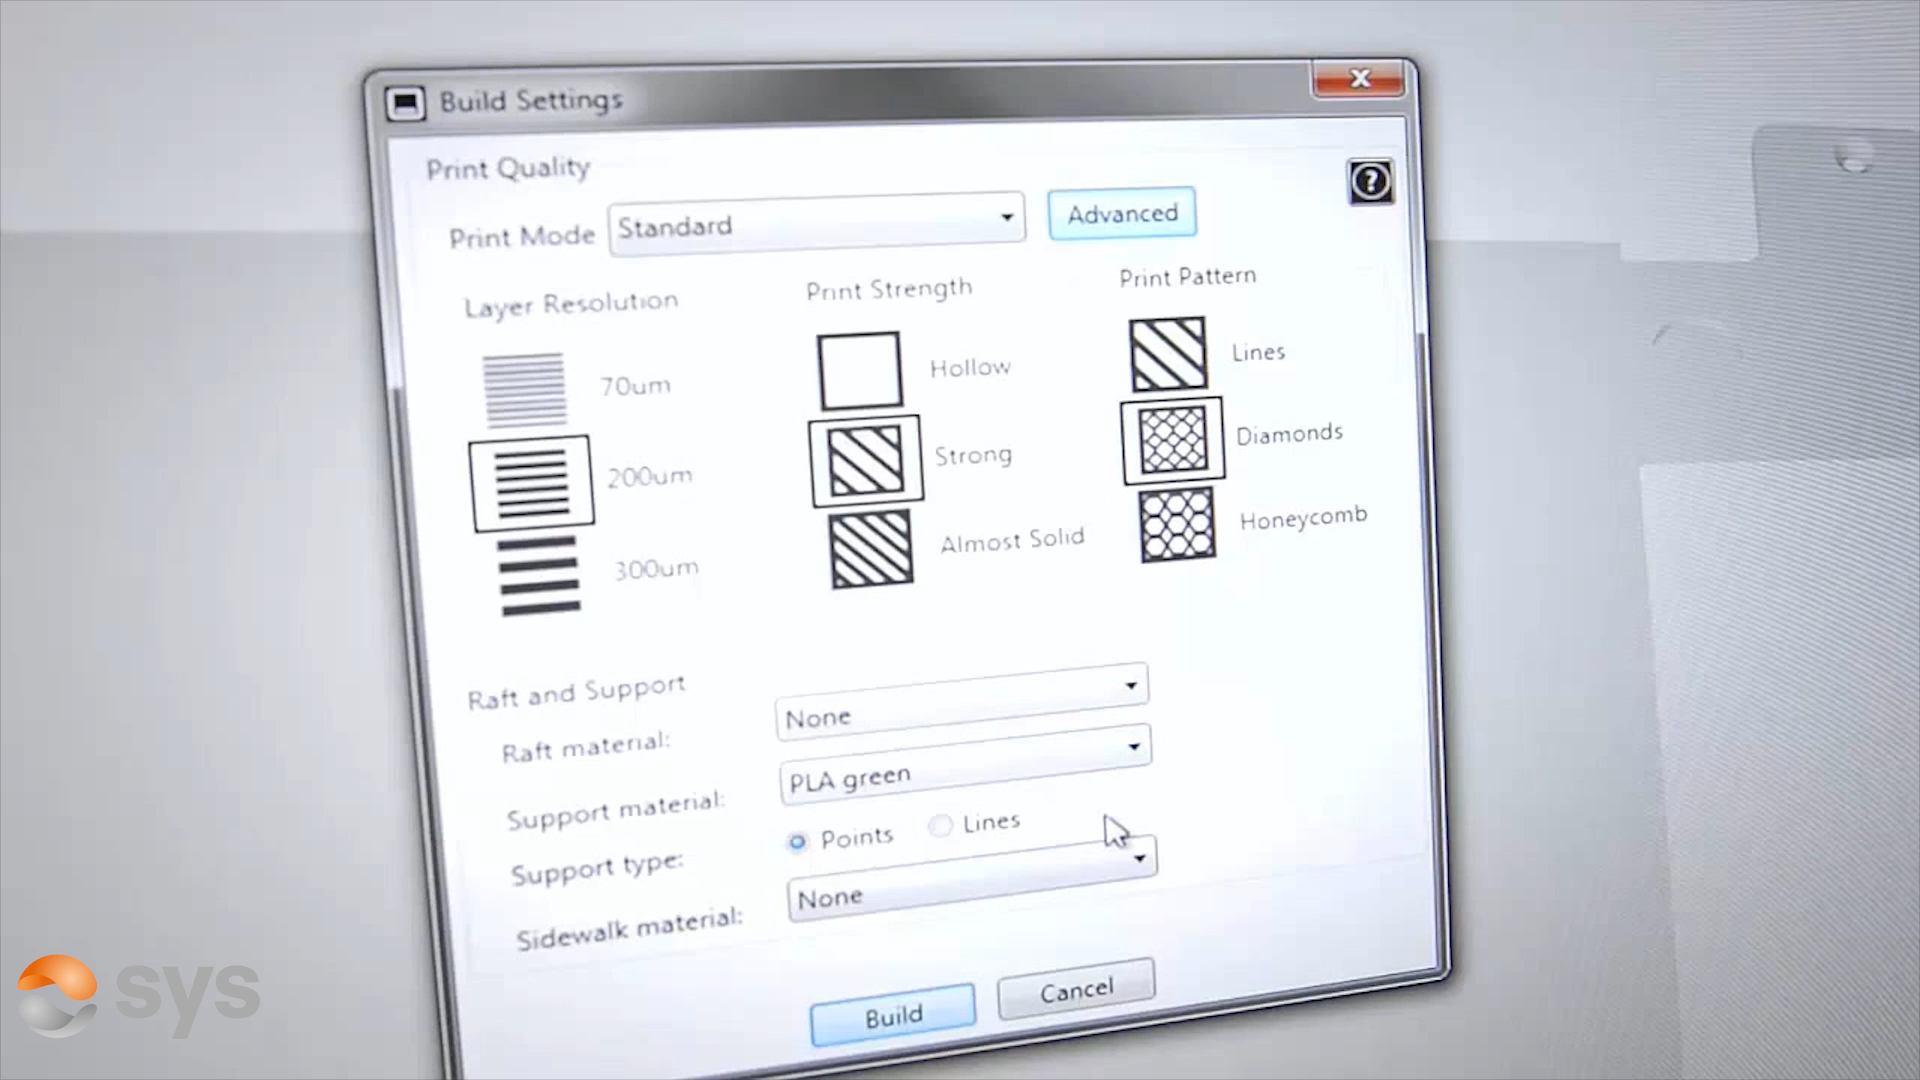 Build Settings
Print Quality
Print Mode Standard Advanced
Layer Resolution
70um
200um
300um
Print Strength
Hollow
Strong
Almost Solid
Print Pattern
Lines
Diamonds
Honeycomb
Raft and Support
Raft material: None
Support material: PLA green
Support type: Points Lines
Sidewalk material: None
Build Cancel
sys